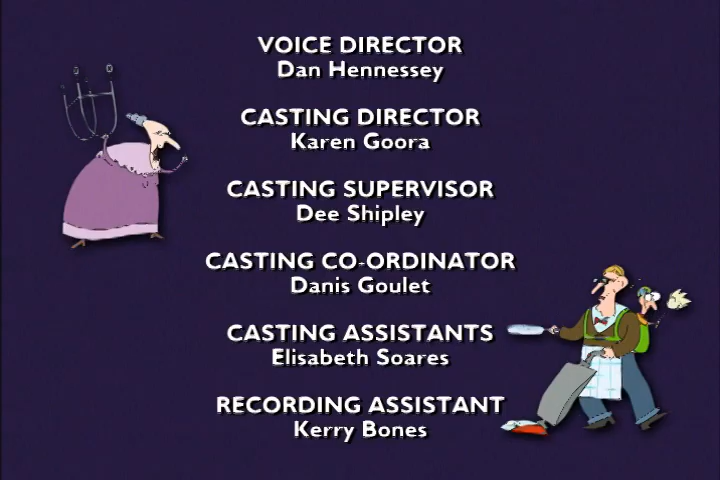 VOICE DIRECTOR
Dan Hennessey
CASTING DIRECTOR
Karen Goora
CASTING SUPERVISOR
Dee Shipley
CASTING CO-ORDINATOR
Danis Goulet
CASTING ASSISTANTS
Elisabeth Soares
RECORDING ASSISTANT
Kerry Bones